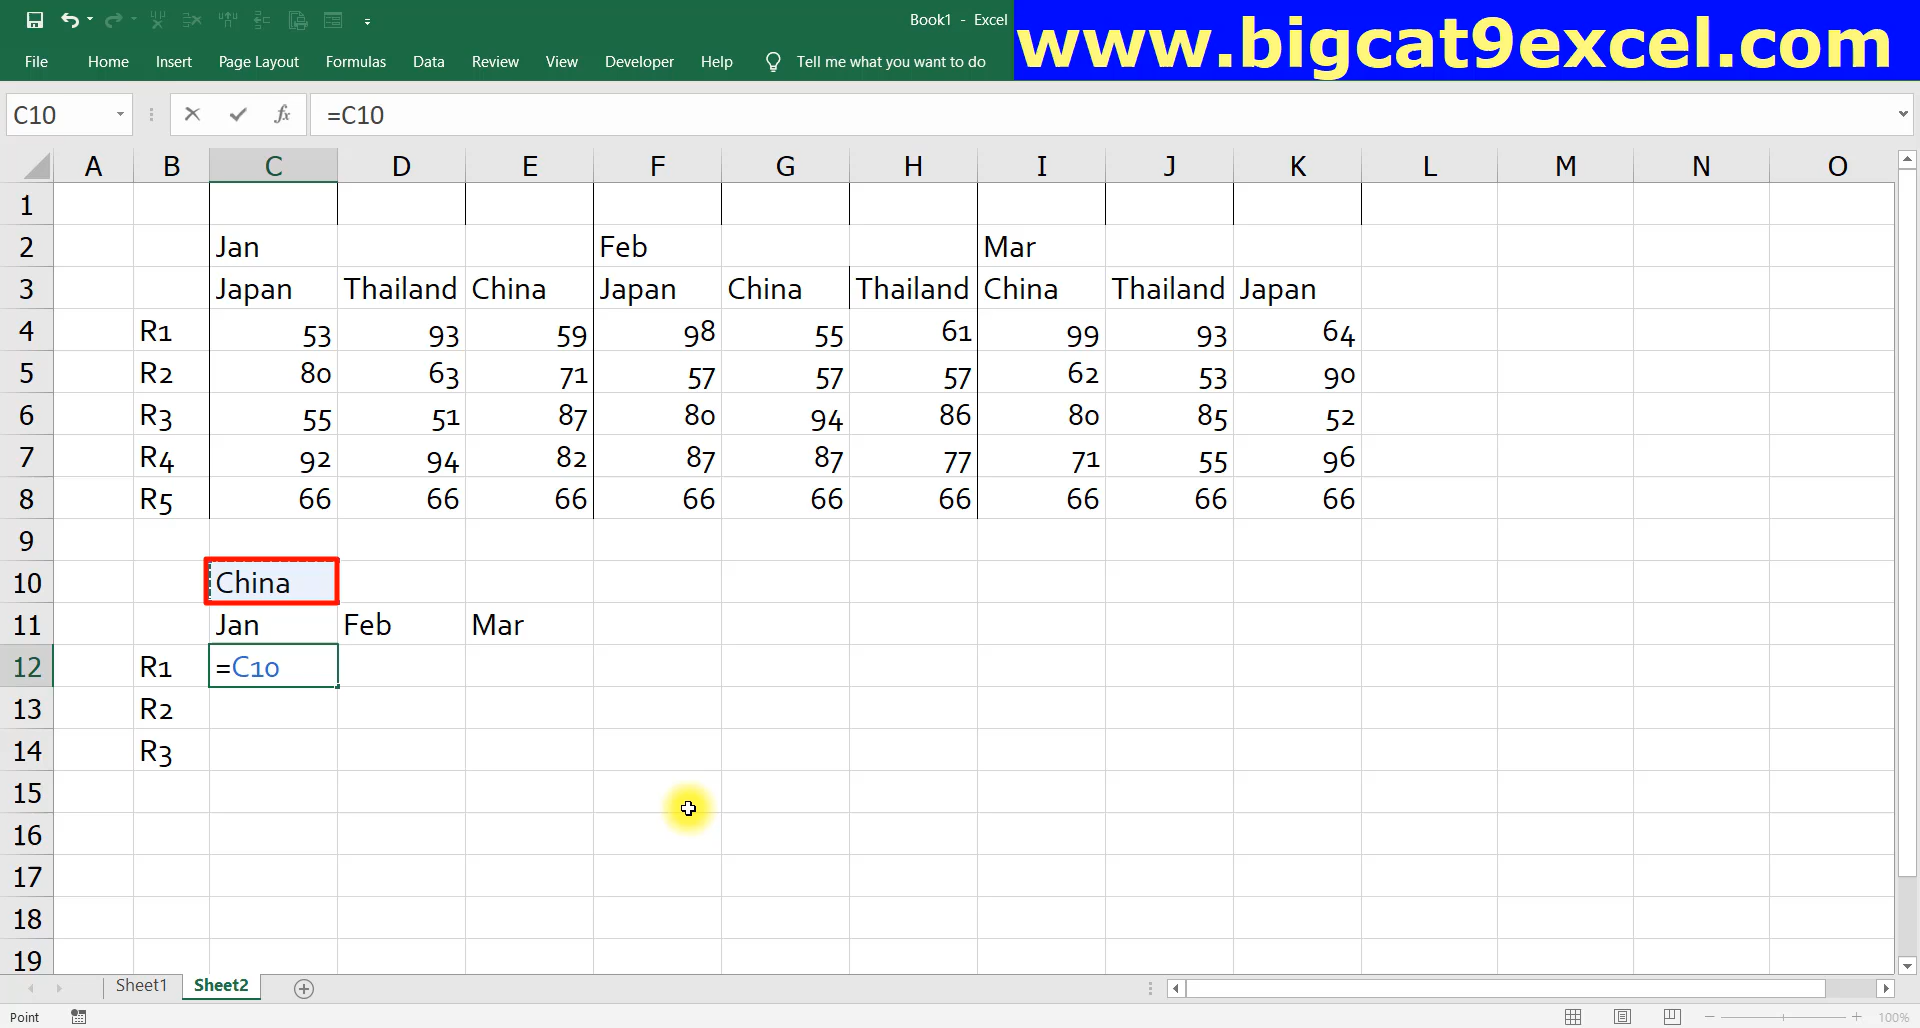 Book1 - Excel
www.bigcat9excel.com
File Home Insert Page Layout Formulas Data Review View Developer Help Tell me what you want to do
C10 fx =C10
A B C D E F G H I J K L M N O
1
2 Jan Feb Mar
3 Japan Thailand China Japan China Thailand China Thailand Japan
4 R1 53 93 59 98 55 61 99 93 64
5 R2 80 63 71 57 57 57 62 53 90
6 R3 55 51 87 80 94 86 80 85 52
7 R4 92 94 82 87 87 77 71 55 96
8 R5 66 66 66 66 66 66 66 66 66
9
10 China
11 Jan Feb Mar
12 R1 =C10
13 R2
14 R3
15
16
17
18
19
Sheet1 Sheet2
Point 100%